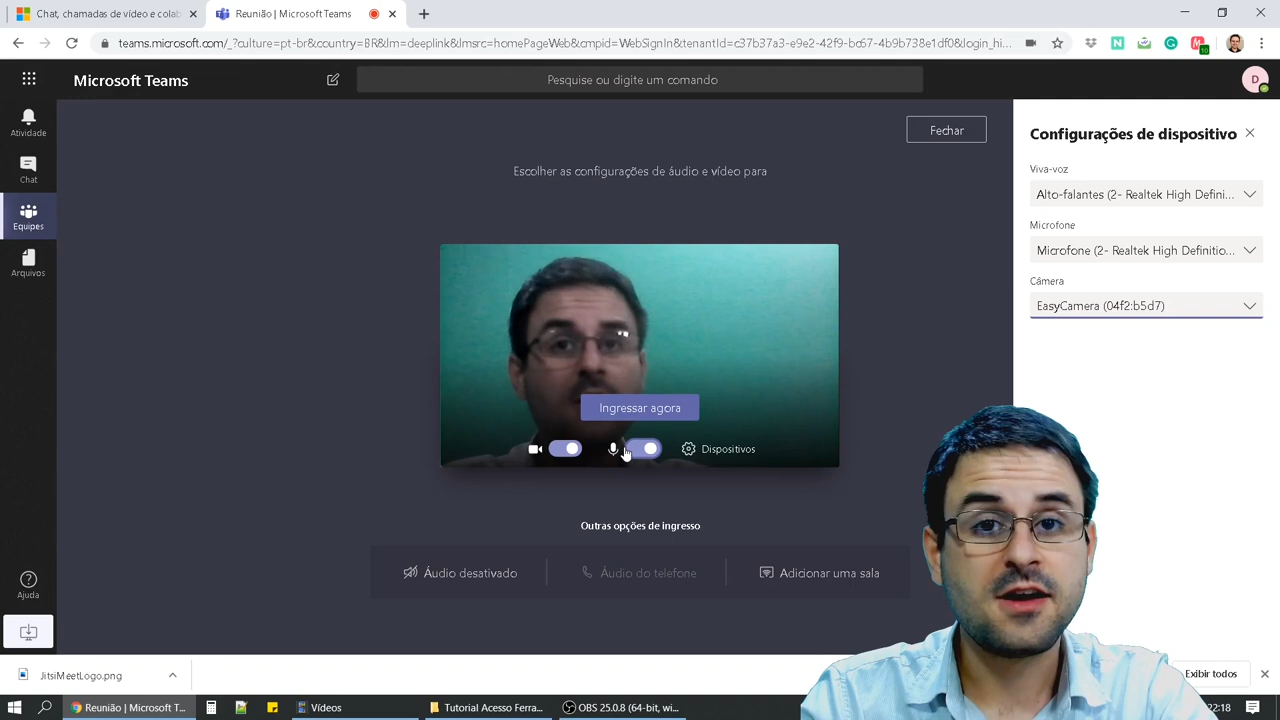 Chat, chamadas de vídeo e colab
Reunião | Microsoft Teams
teams.microsoft.com/_?culture=pt-br&country=BR&lm=deeplink&lmsrc=homePageWeb&cmpid=WebSignIn&tenantId=c37b37a3-e9e2-42f9-bc67-4b9b738e1df0&login_hi...
N
G
M
10
Microsoft Teams
Pesquise ou digite um comando
D
Atividade
Chat
Equipes
Arquivos
Ajuda
Fechar
Escolher as configurações de áudio e vídeo para
Ingressar agora
Dispositivos
Outras opções de ingresso
Áudio desativado
Áudio do telefone
Adicionar uma sala
Configurações de dispositivo
Viva-voz
Alto-falantes (2- Realtek High Defini...
Microfone
Microfone (2- Realtek High Definitio...
Câmera
EasyCamera (04f2:b5d7)
JitsiMeetLogo.png
Exibir todos
Reunião | Microsoft T...
Vídeos
Tutorial Acesso Ferra...
OBS 25.0.8 (64-bit, wi...
22:18